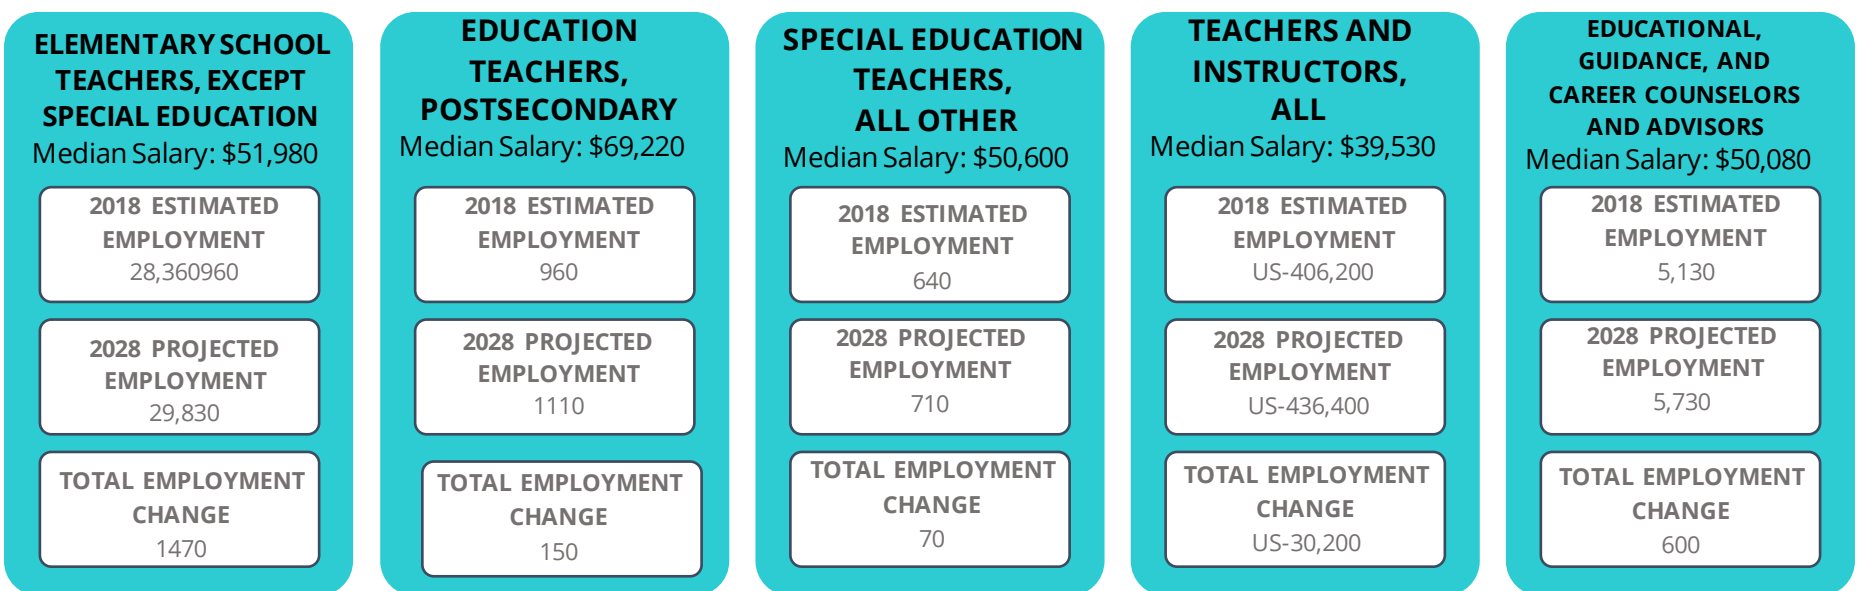 ELEMENTARY SCHOOL
TEACHERS, EXCEPT
SPECIAL EDUCATION
Median Salary: $51,980
2018 ESTIMATED
EMPLOYMENT
28,360960
2028 PROJECTED
EMPLOYMENT
29,830
TOTAL EMPLOYMENT
CHANGE
1470
EDUCATION
TEACHERS,
POSTSECONDARY
Median Salary: $69,220
2018 ESTIMATED
EMPLOYMENT
960
2028 PROJECTED
EMPLOYMENT
1110
TOTAL EMPLOYMENT
CHANGE
150
SPECIAL EDUCATION
TEACHERS,
ALL OTHER
Median Salary: $50,600
2018 ESTIMATED
EMPLOYMENT
640
2028 PROJECTED
EMPLOYMENT
710
TOTAL EMPLOYMENT
CHANGE
70
TEACHERS AND
INSTRUCTORS,
ALL
Median Salary: $39,530
2018 ESTIMATED
EMPLOYMENT
US-406,200
2028 PROJECTED
EMPLOYMENT
US-436,400
TOTAL EMPLOYMENT
CHANGE
US-30,200
EDUCATIONAL,
GUIDANCE, AND
CAREER COUNSELORS
AND ADVISORS
Median Salary: $50,080
2018 ESTIMATED
EMPLOYMENT
5,130
2028 PROJECTED
EMPLOYMENT
5,730
TOTAL EMPLOYMENT
CHANGE
600